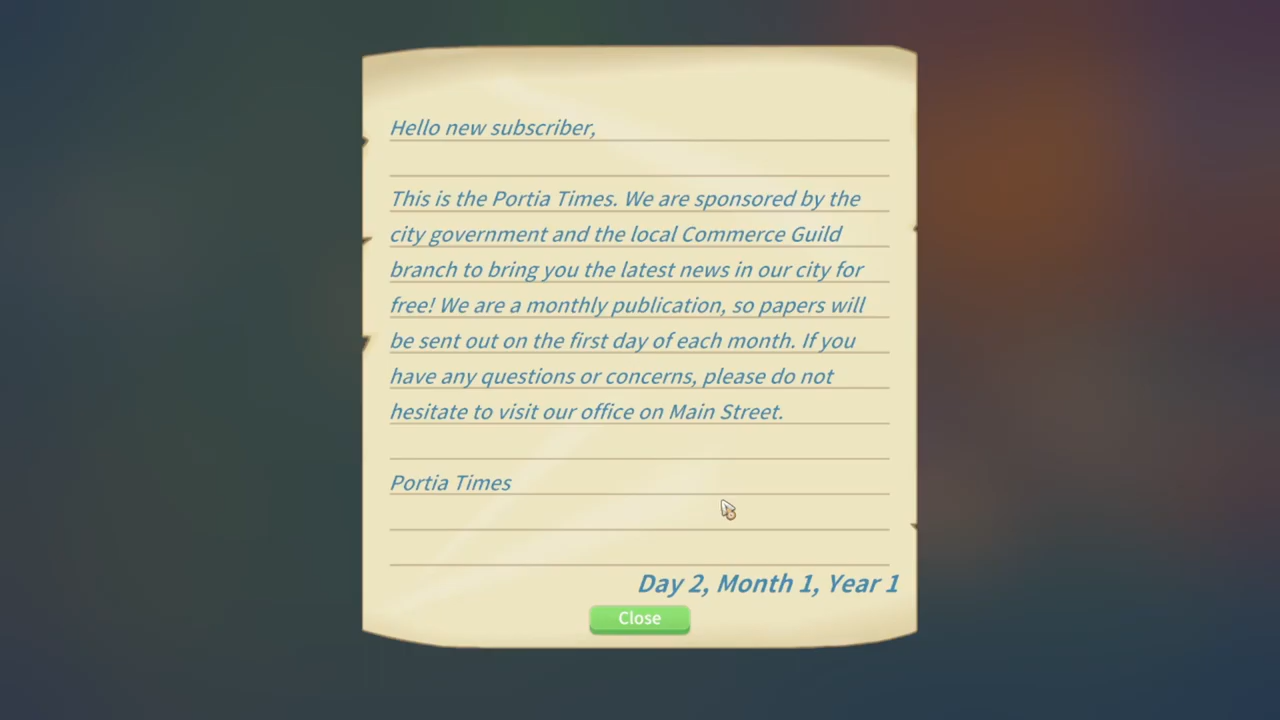 Hello new subscriber,
This is the Portia Times. We are sponsored by the
city government and the local Commerce Guild
branch to bring you the latest news in our city for
free! We are a monthly publication, so papers will
be sent out on the first day of each month. If you
have any questions or concerns, please do not
hesitate to visit our office on Main Street.
Portia Times
Day 2, Month 1, Year 1
Close